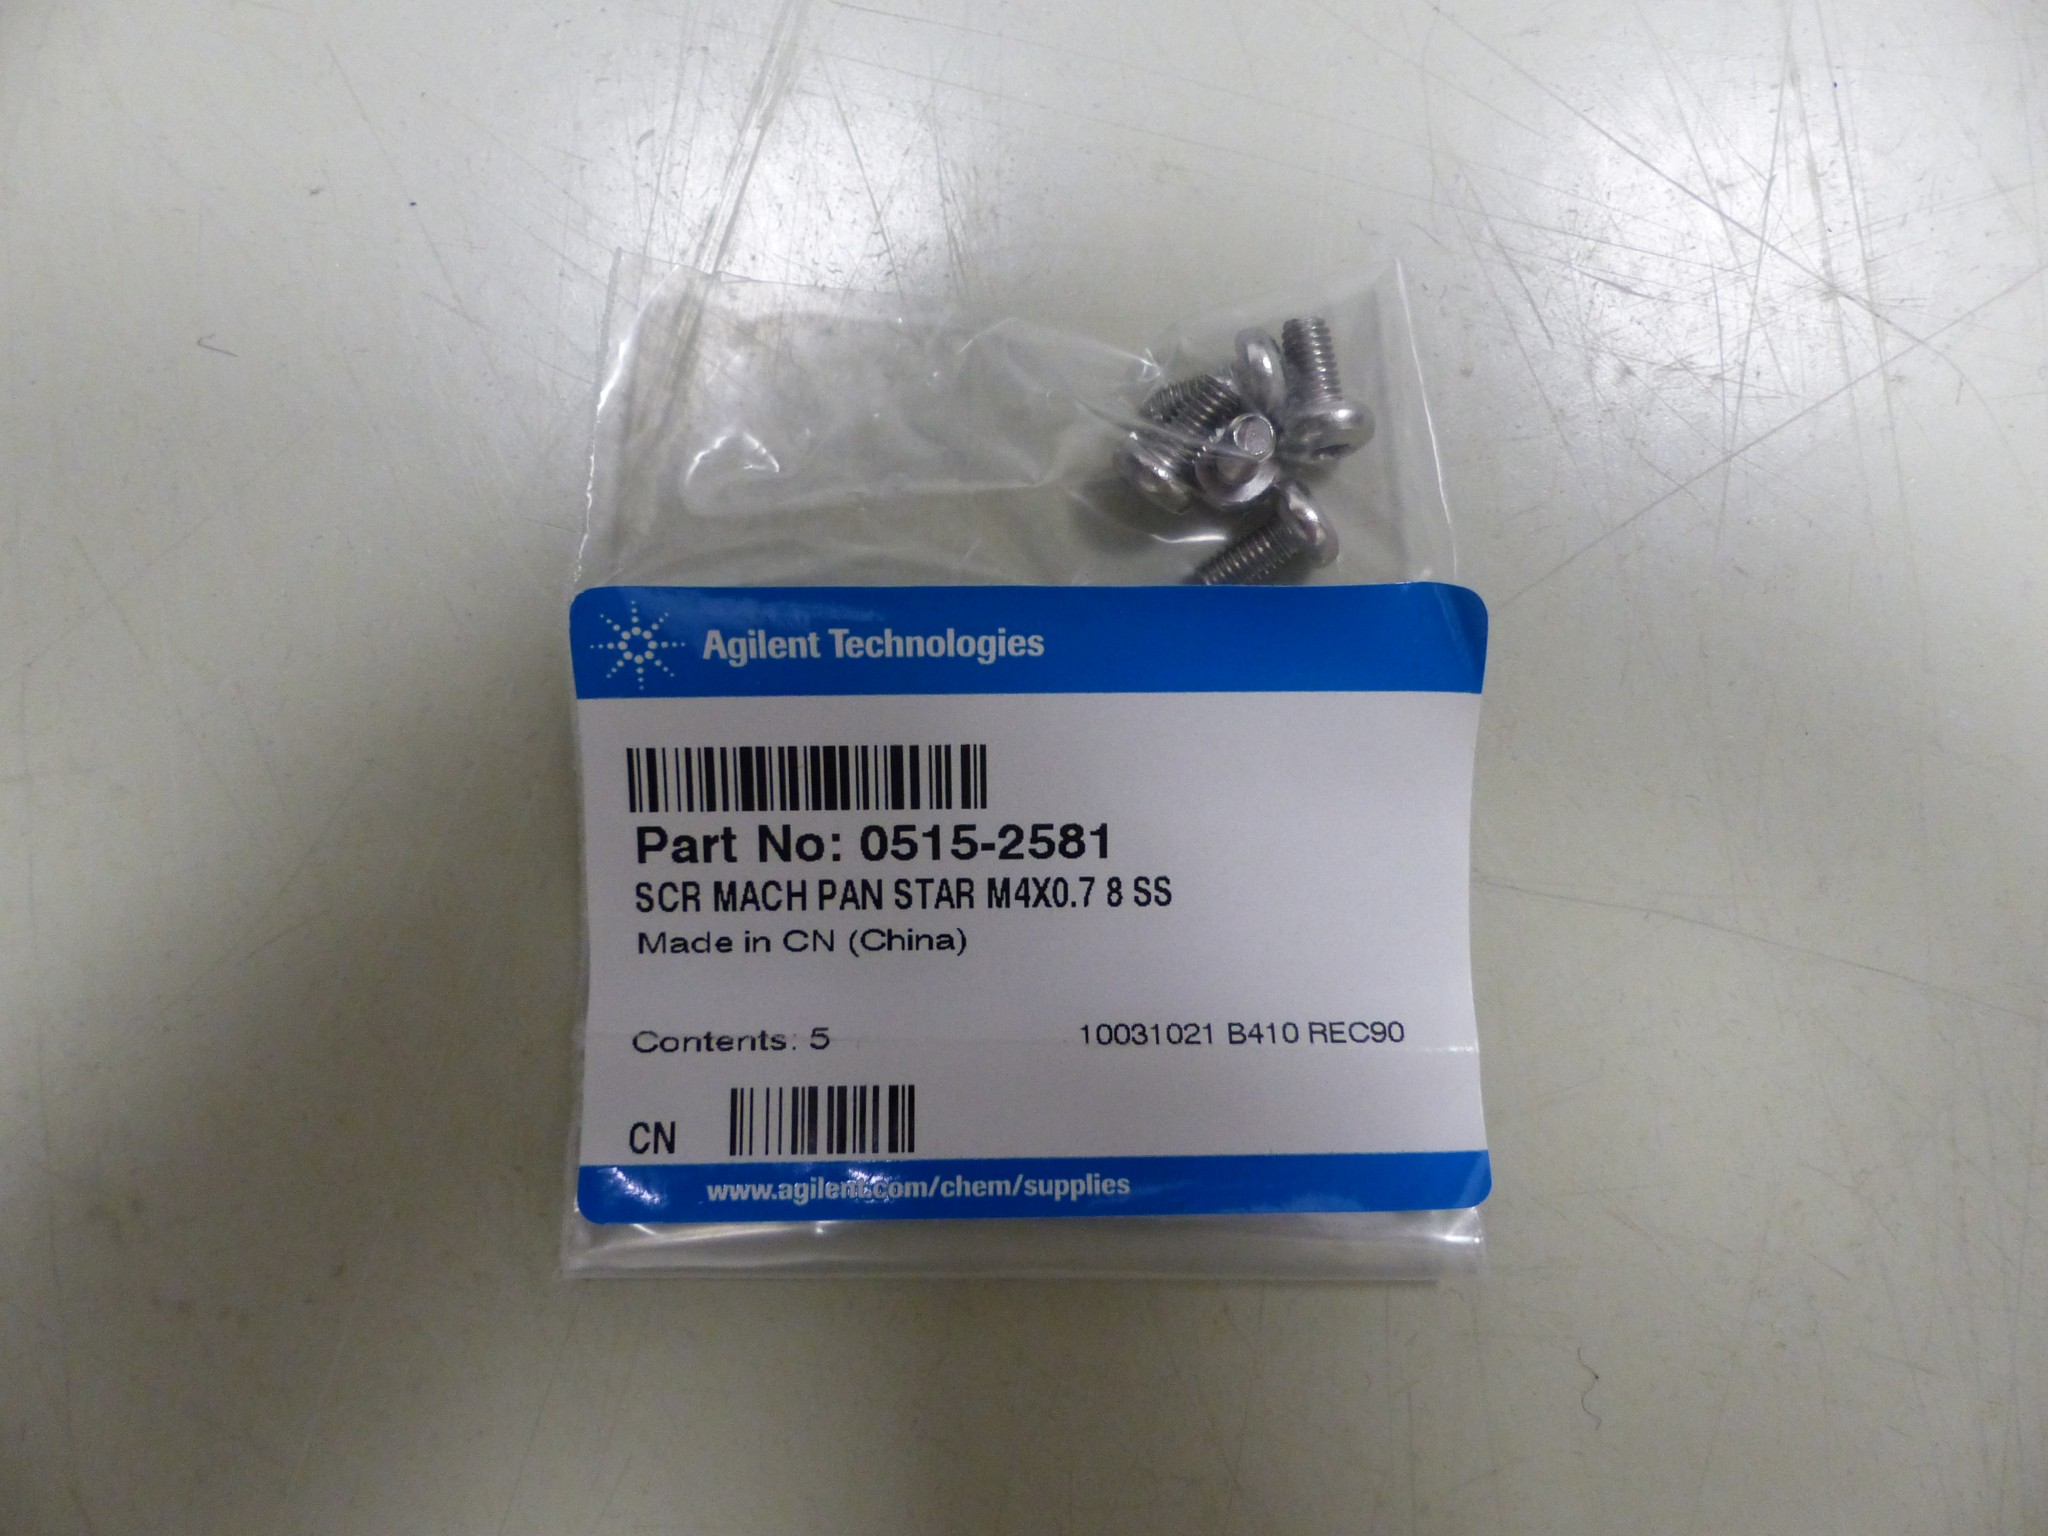 Agilent Technologies
Part No: 0515-2581
SCR MACH PAN STAR M4X0.7 8 SS
Made in CN (China)
Contents: 5 10031021 B410 REC90
CN
www.agilent.com/chem/supplies